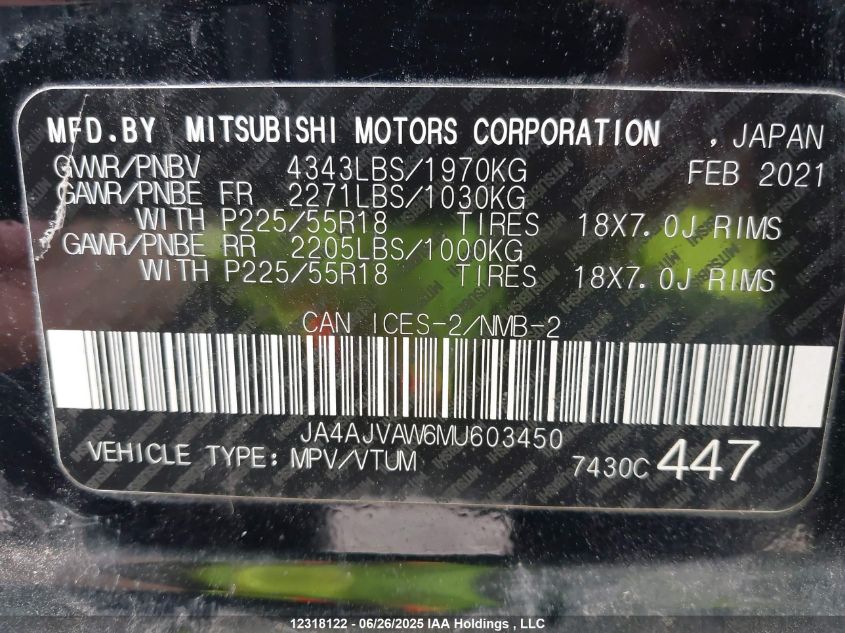 MFD.BY MITSUBISHI MOTORS CORPORATION , JAPAN
GVWR/PNBV 4343LBS/1970KG FEB 2021
GAWR/PNBE FR 2271LBS/1030KG
WITH P225/55R18 TIRES 18X7.0J RIMS
GAWR/PNBE RR 2205LBS/1000KG
WITH P225/55R18 TIRES 18X7.0J RIMS
CAN ICES-2/NMB-2
JA4AJVAW6MU603450
VEHICLE TYPE: MPV/VTUM 7430C 447
12318122 - 06/26/2025 IAA Holdings , Inc.